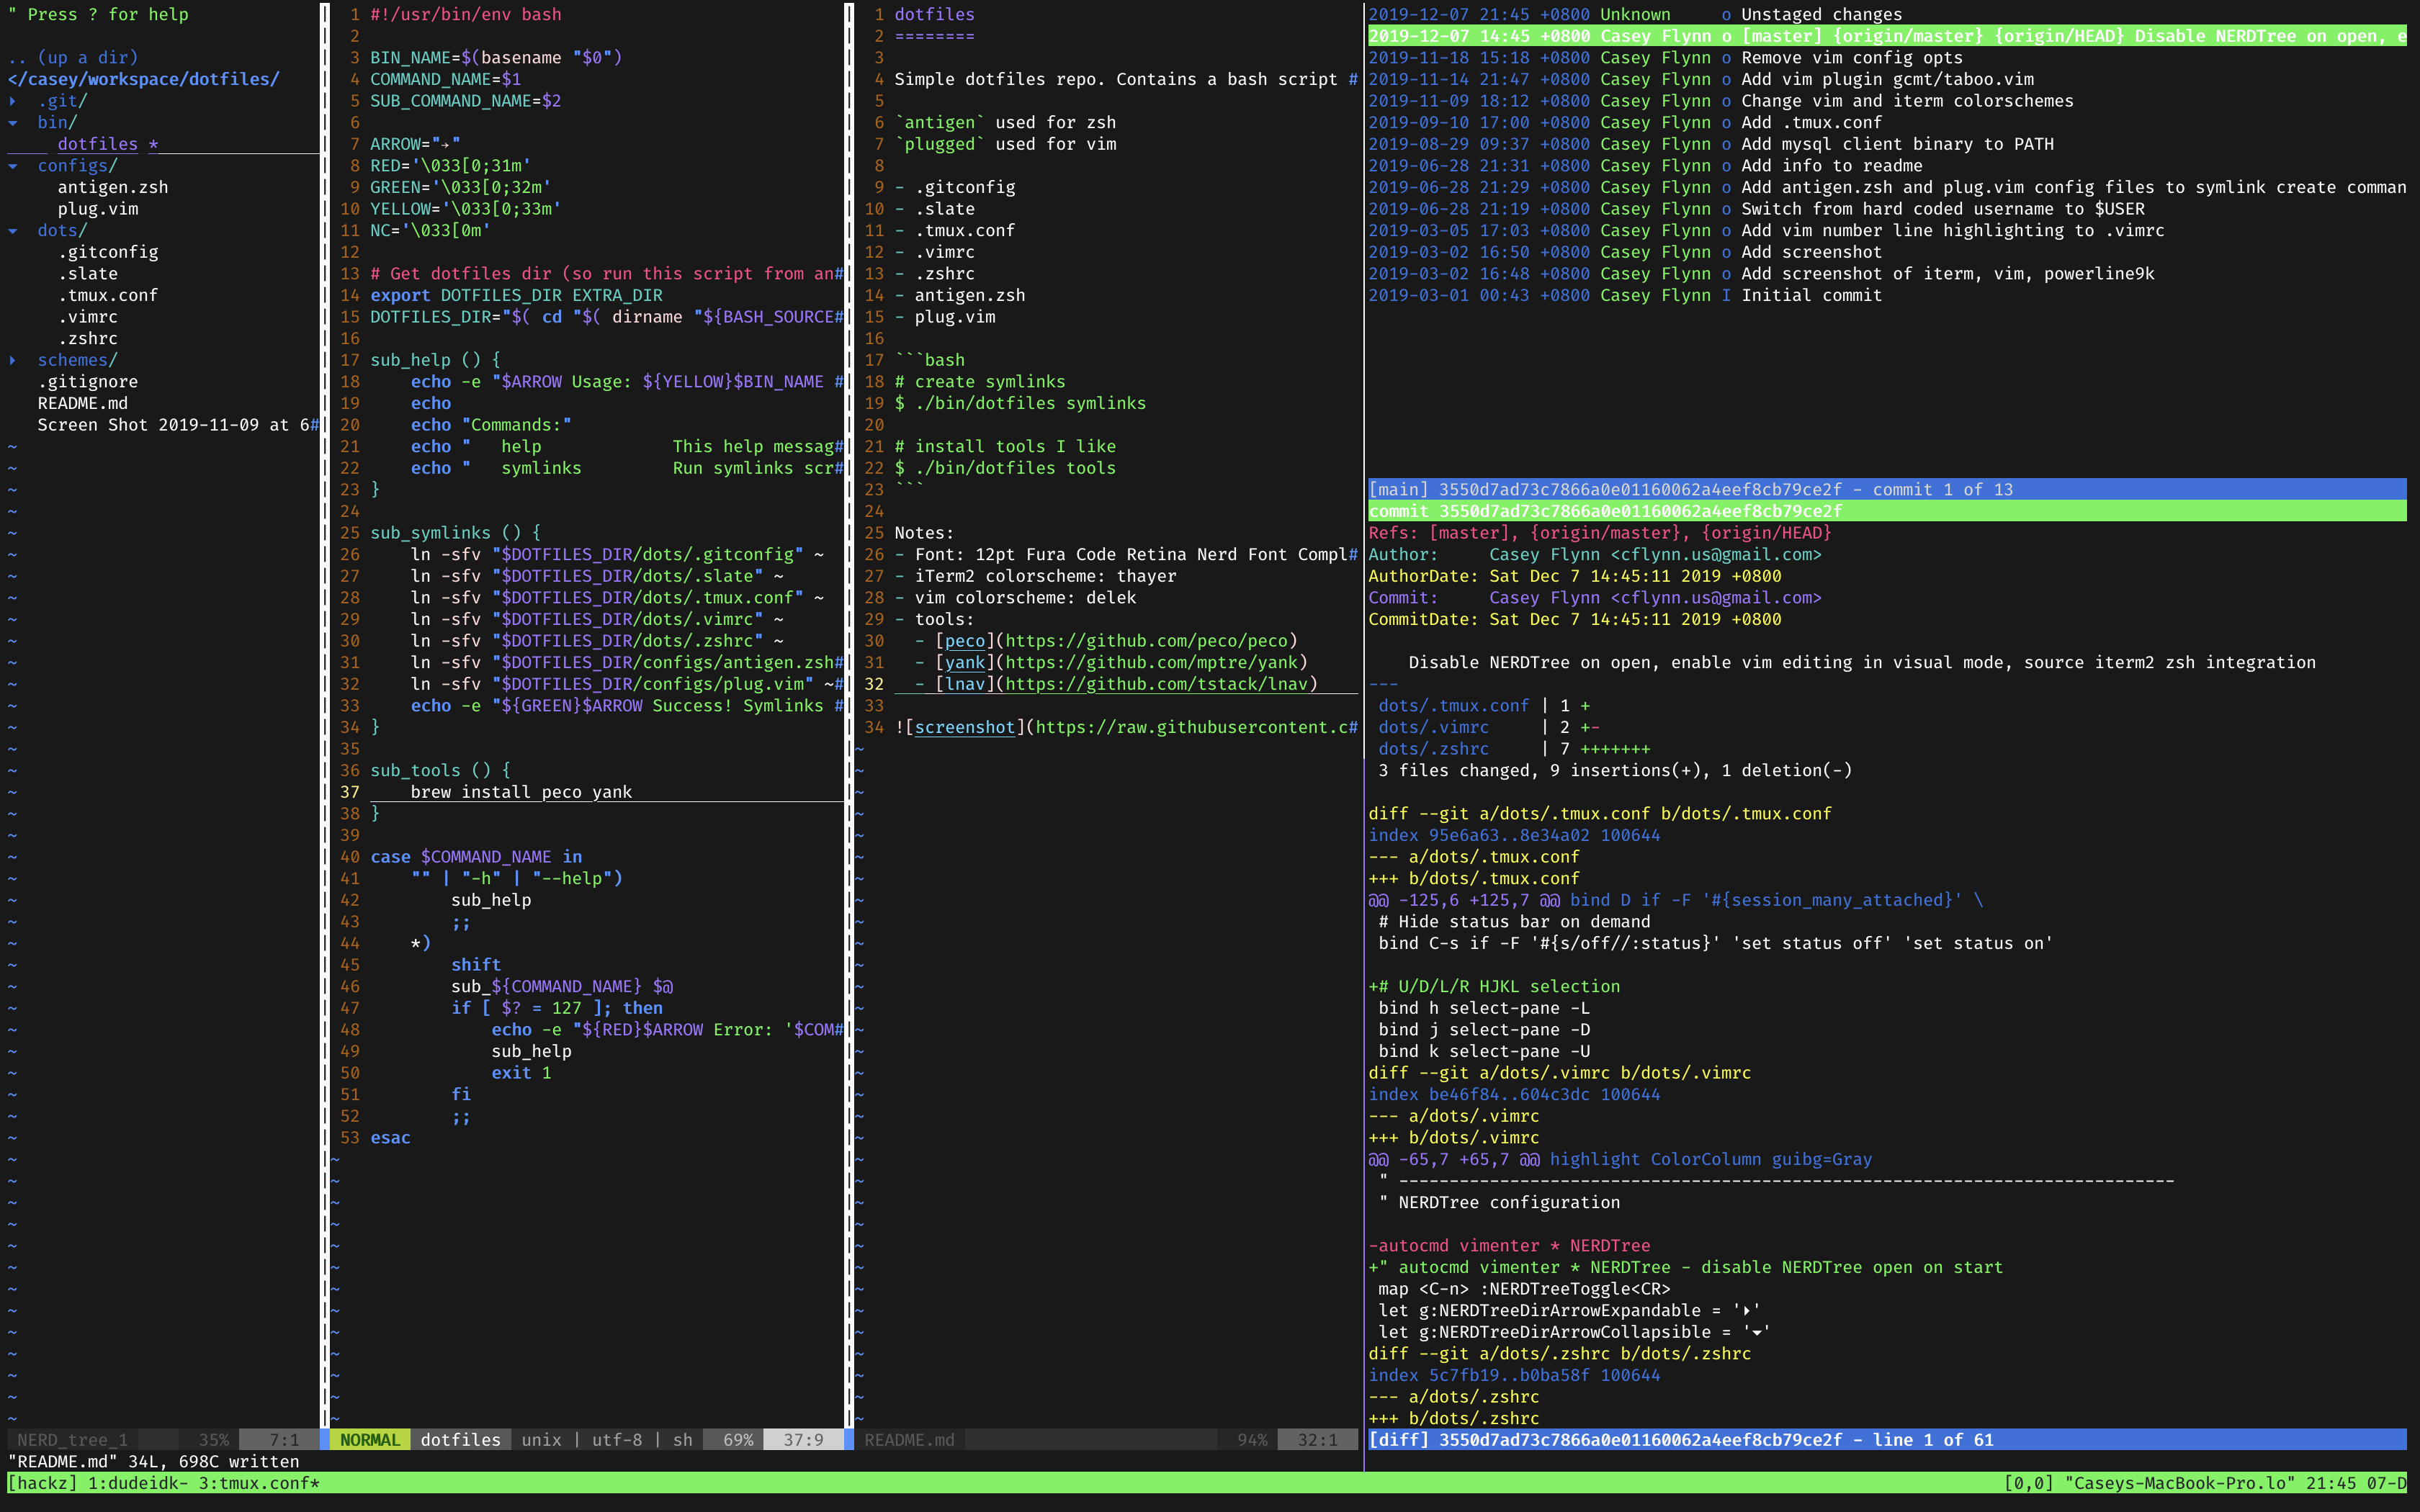 " Press ? for help
.. (up a dir)
</casey/workspace/dotfiles/
▸ .git/
▾ bin/
dotfiles *
▾ configs/
antigen.zsh
plug.vim
▾ dots/
.gitconfig
.slate
.tmux.conf
.vimrc
.zshrc
▸ schemes/
.gitignore
README.md
Screen Shot 2019-11-09 at 6#
NERD_tree_1 35% 7:1
1 #!/usr/bin/env bash
2
3 BIN_NAME=$(basename "$0")
4 COMMAND_NAME=$1
5 SUB_COMMAND_NAME=$2
6
7 ARROW="→"
8 RED='\033[0;31m'
9 GREEN='\033[0;32m'
10 YELLOW='\033[0;33m'
11 NC='\033[0m'
12
13 # Get dotfiles dir (so run this script from an#
14 export DOTFILES_DIR EXTRA_DIR
15 DOTFILES_DIR="$( cd "$( dirname "${BASH_SOURCE#
16
17 sub_help () {
18     echo -e "$ARROW Usage: ${YELLOW}$BIN_NAME #
19     echo
20     echo "Commands:"
21     echo "   help             This help messag#
22     echo "   symlinks         Run symlinks scr#
23 }
24
25 sub_symlinks () {
26     ln -sfv "$DOTFILES_DIR/dots/.gitconfig" ~
27     ln -sfv "$DOTFILES_DIR/dots/.slate" ~
28     ln -sfv "$DOTFILES_DIR/dots/.tmux.conf" ~
29     ln -sfv "$DOTFILES_DIR/dots/.vimrc" ~
30     ln -sfv "$DOTFILES_DIR/dots/.zshrc" ~
31     ln -sfv "$DOTFILES_DIR/configs/antigen.zsh#
32     ln -sfv "$DOTFILES_DIR/configs/plug.vim" ~#
33     echo -e "${GREEN}$ARROW Success! Symlinks #
34 }
35
36 sub_tools () {
37     brew install peco yank
38 }
39
40 case $COMMAND_NAME in
41     "" | "-h" | "--help")
42         sub_help
43         ;;
44     *)
45         shift
46         sub_${COMMAND_NAME} $@
47         if [ $? = 127 ]; then
48             echo -e "${RED}$ARROW Error: '$COM#
49             sub_help
50             exit 1
51         fi
52         ;;
53 esac
NORMAL dotfiles unix | utf-8 | sh 69% 37:9
1 dotfiles
2 ========
3
4 Simple dotfiles repo. Contains a bash script #
5
6 `antigen` used for zsh
7 `plugged` used for vim
8
9 - .gitconfig
10 - .slate
11 - .tmux.conf
12 - .vimrc
13 - .zshrc
14 - antigen.zsh
15 - plug.vim
16
17 ```bash
18 # create symlinks
19 $ ./bin/dotfiles symlinks
20
21 # install tools I like
22 $ ./bin/dotfiles tools
23 ```
24
25 Notes:
26 - Font: 12pt Fura Code Retina Nerd Font Compl#
27 - iTerm2 colorscheme: thayer
28 - vim colorscheme: delek
29 - tools:
30   - [peco](https://github.com/peco/peco)
31   - [yank](https://github.com/mptre/yank)
32   - [lnav](https://github.com/tstack/lnav)
33
34 ![screenshot](https://raw.githubusercontent.c#
README.md 94% 32:1
2019-12-07 21:45 +0800 Unknown     o Unstaged changes
2019-12-07 14:45 +0800 Casey Flynn o [master] {origin/master} {origin/HEAD} Disable NERDTree on open, e
2019-11-18 15:18 +0800 Casey Flynn o Remove vim config opts
2019-11-14 21:47 +0800 Casey Flynn o Add vim plugin gcmt/taboo.vim
2019-11-09 18:12 +0800 Casey Flynn o Change vim and iterm colorschemes
2019-09-10 17:00 +0800 Casey Flynn o Add .tmux.conf
2019-08-29 09:37 +0800 Casey Flynn o Add mysql client binary to PATH
2019-06-28 21:31 +0800 Casey Flynn o Add info to readme
2019-06-28 21:29 +0800 Casey Flynn o Add antigen.zsh and plug.vim config files to symlink create comman
2019-06-28 21:19 +0800 Casey Flynn o Switch from hard coded username to $USER
2019-03-05 17:03 +0800 Casey Flynn o Add vim number line highlighting to .vimrc
2019-03-02 16:50 +0800 Casey Flynn o Add screenshot
2019-03-02 16:48 +0800 Casey Flynn o Add screenshot of iterm, vim, powerline9k
2019-03-01 00:43 +0800 Casey Flynn I Initial commit
[main] 3550d7ad73c7866a0e01160062a4eef8cb79ce2f - commit 1 of 13
commit 3550d7ad73c7866a0e01160062a4eef8cb79ce2f
Refs: [master], {origin/master}, {origin/HEAD}
Author:     Casey Flynn <cflynn.us@gmail.com>
AuthorDate: Sat Dec 7 14:45:11 2019 +0800
Commit:     Casey Flynn <cflynn.us@gmail.com>
CommitDate: Sat Dec 7 14:45:11 2019 +0800
Disable NERDTree on open, enable vim editing in visual mode, source iterm2 zsh integration
---
dots/.tmux.conf | 1 +
dots/.vimrc     | 2 +-
dots/.zshrc     | 7 +++++++
3 files changed, 9 insertions(+), 1 deletion(-)
diff --git a/dots/.tmux.conf b/dots/.tmux.conf
index 95e6a63..8e34a02 100644
--- a/dots/.tmux.conf
+++ b/dots/.tmux.conf
@@ -125,6 +125,7 @@ bind D if -F '#{session_many_attached}' \
# Hide status bar on demand
bind C-s if -F '#{s/off//:status}' 'set status off' 'set status on'
+# U/D/L/R HJKL selection
bind h select-pane -L
bind j select-pane -D
bind k select-pane -U
diff --git a/dots/.vimrc b/dots/.vimrc
index be46f84..604c3dc 100644
--- a/dots/.vimrc
+++ b/dots/.vimrc
@@ -65,7 +65,7 @@ highlight ColorColumn guibg=Gray
" -----------------------------------------------------------------------------
" NERDTree configuration
-autocmd vimenter * NERDTree
+" autocmd vimenter * NERDTree - disable NERDTree open on start
map <C-n> :NERDTreeToggle<CR>
let g:NERDTreeDirArrowExpandable = '▸'
let g:NERDTreeDirArrowCollapsible = '▾'
diff --git a/dots/.zshrc b/dots/.zshrc
index 5c7fb19..b0ba58f 100644
--- a/dots/.zshrc
+++ b/dots/.zshrc
[diff] 3550d7ad73c7866a0e01160062a4eef8cb79ce2f - line 1 of 61
"README.md" 34L, 698C written
[hackz] 1:dudeidk- 3:tmux.conf* [0,0] "Caseys-MacBook-Pro.lo" 21:45 07-D